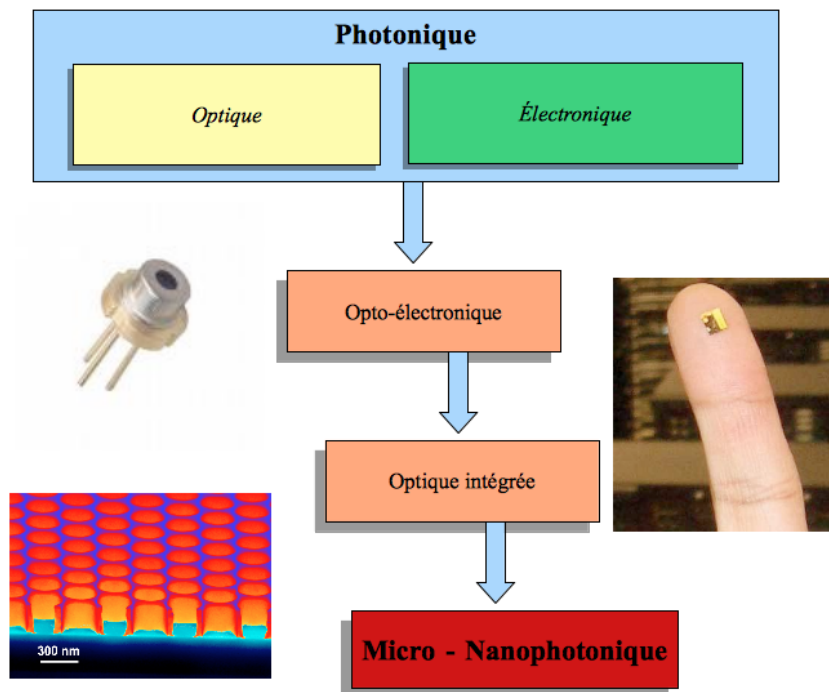 Photonique
Optique
Électronique
Opto-électronique
Optique intégrée
300 nm
Micro - Nanophotonique